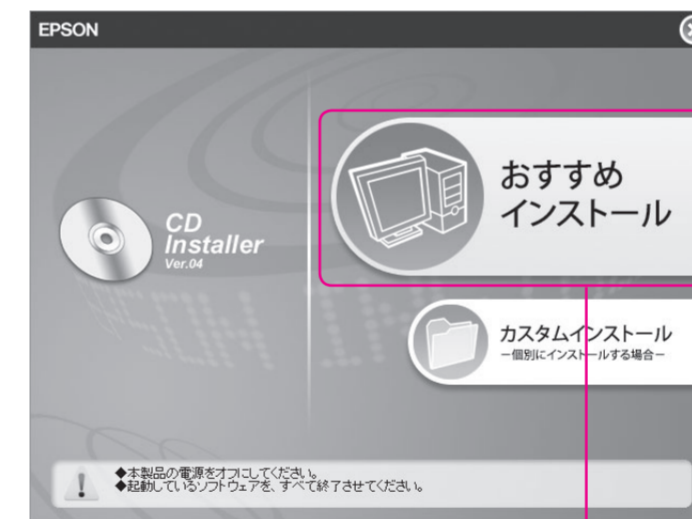 EPSON
CD
Installer
Ver.04
おすすめ
インストール
カスタムインストール
－個別にインストールする場合－
◆本製品の電源をオフにしてください。
◆起動しているソフトウェアを、すべて終了させてください。